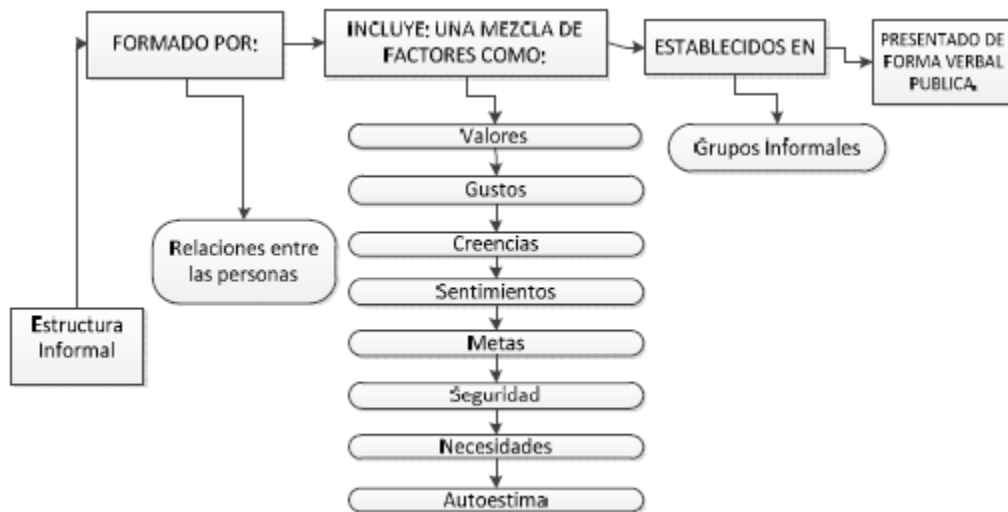 FORMADO POR:
INCLUYE: UNA MEZCLA DE
FACTORES COMO:
ESTABLECIDOS EN
PRESENTADO DE
FORMA VERBAL
PUBLICA.
Valores
Grupos Informales
Gustos
Relaciones entre
las personas
Creencias
Sentimientos
Estructura
Informal
Metas
Seguridad
Necesidades
Autoestima